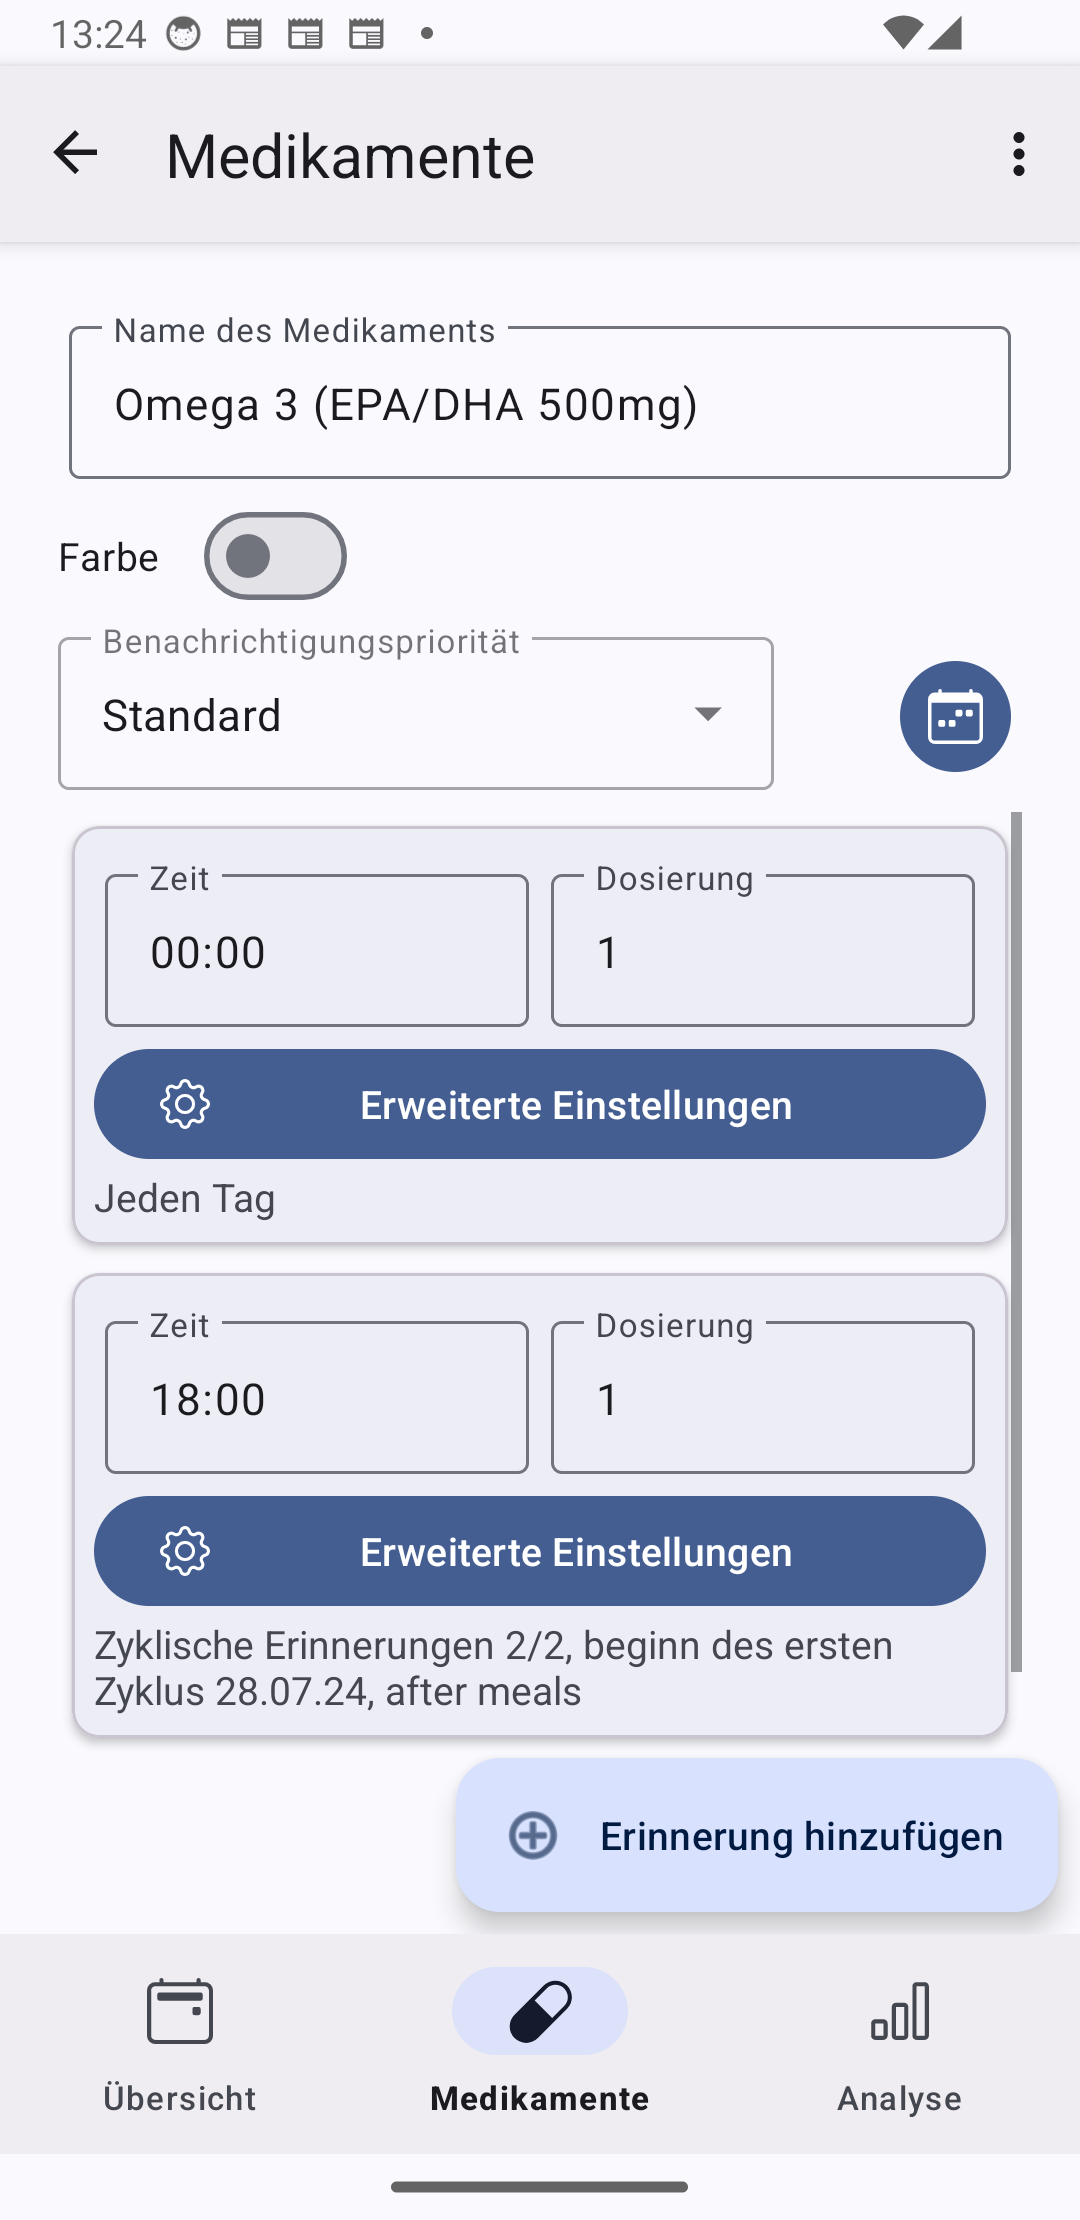 13:24
Medikamente
Name des Medikaments
Omega 3 (EPA/DHA 500mg)
Farbe
Benachrichtigungspriorität
Standard
Zeit
Dosierung
00:00
1
Erweiterte Einstellungen
Jeden Tag
Zeit
Dosierung
18:00
1
Erweiterte Einstellungen
Zyklische Erinnerungen 2/2, beginn des ersten
Zyklus 28.07.24, after meals
Erinnerung hinzufügen
Übersicht
Medikamente
Analyse